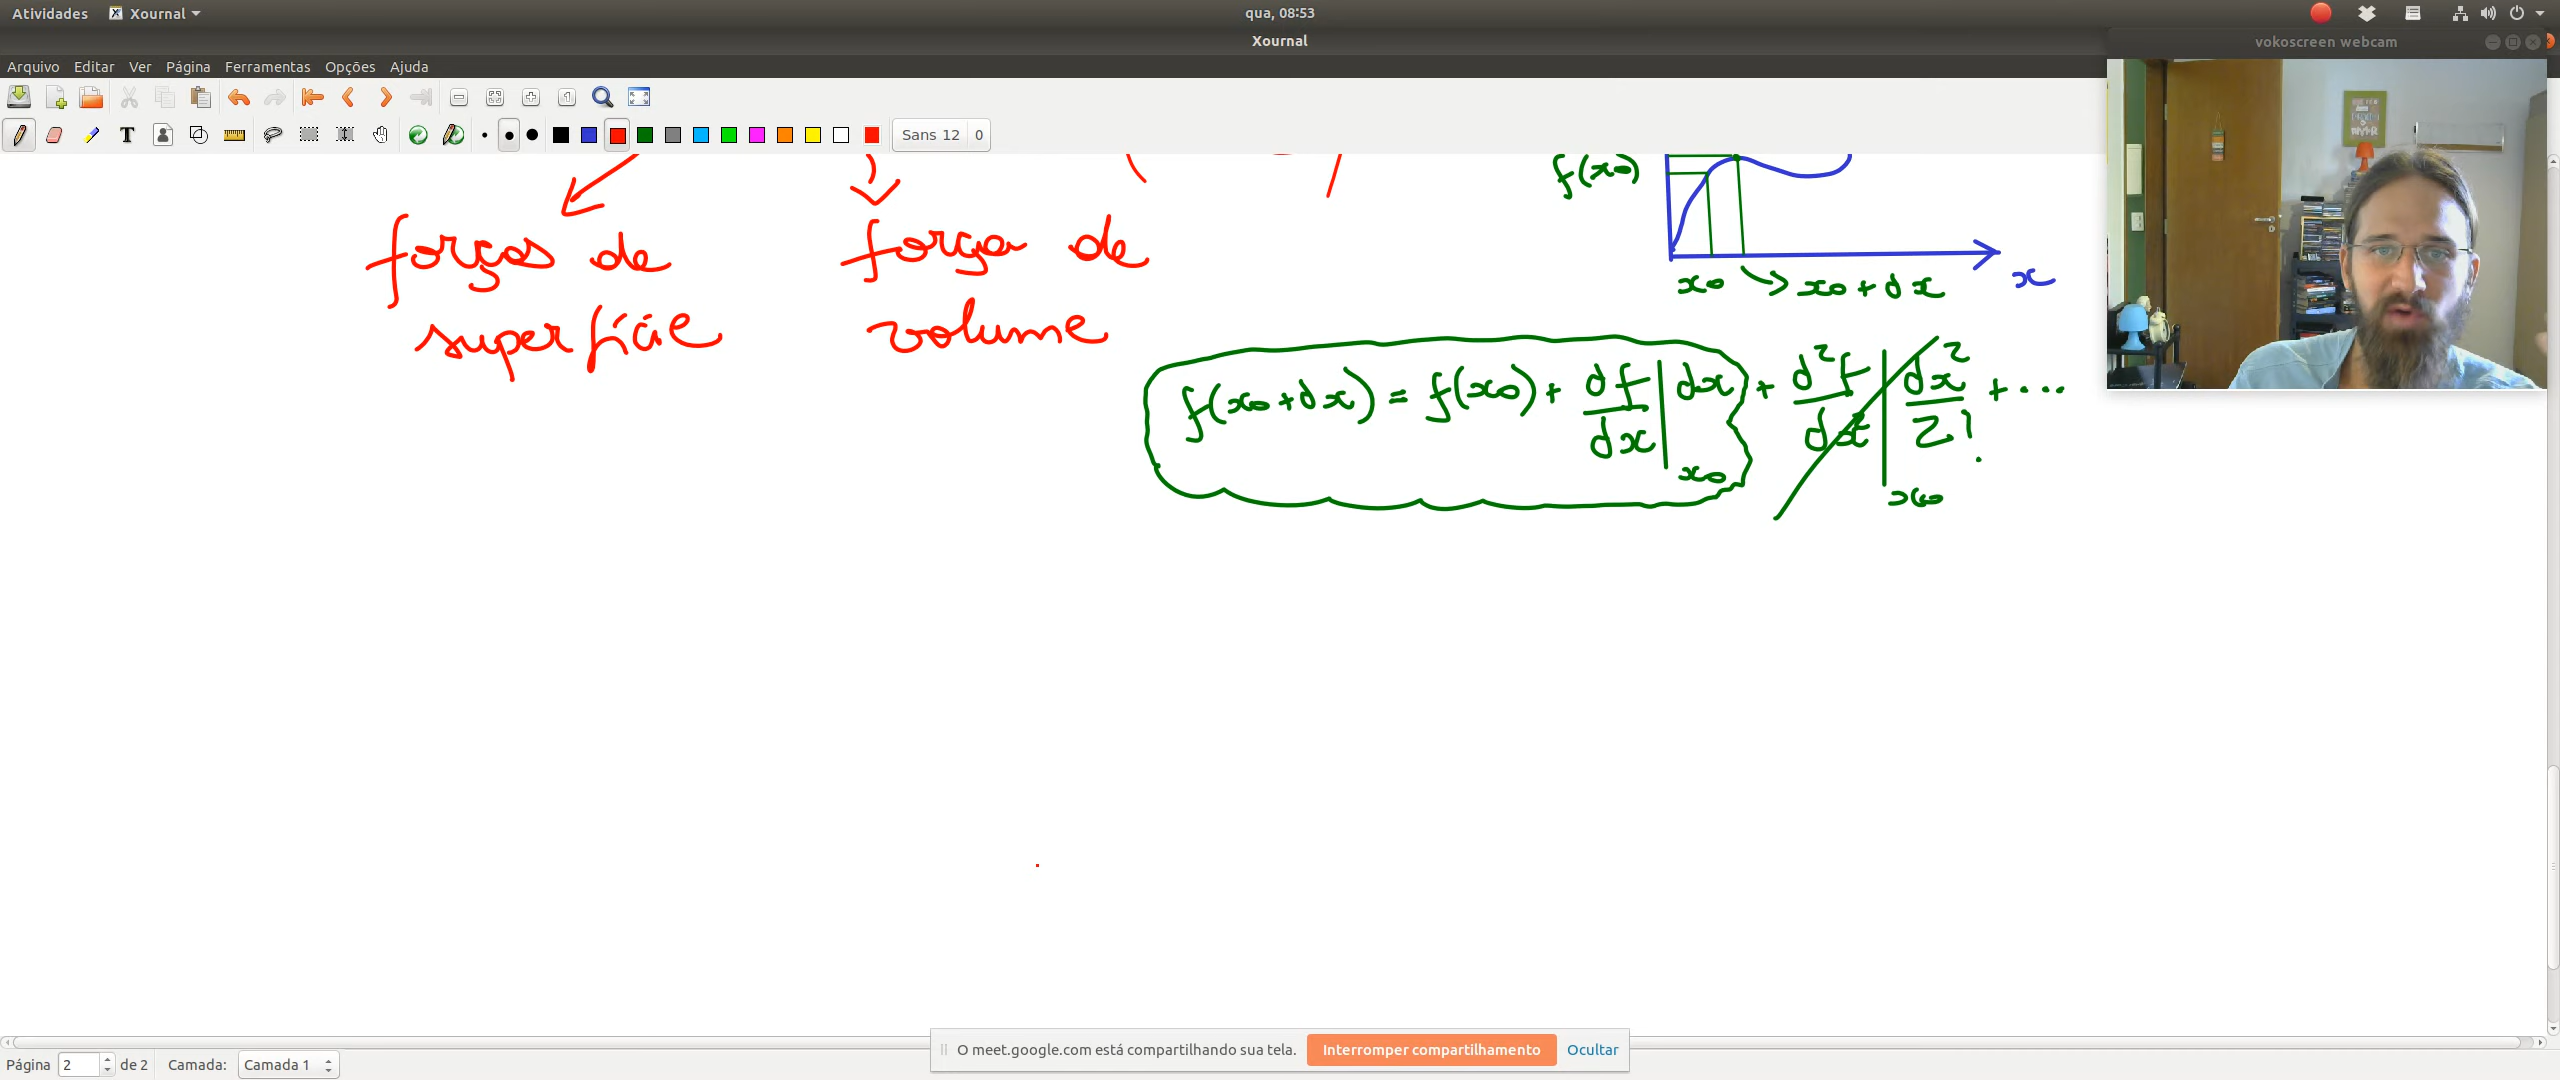 Atividades Xournal qua, 08:53
Xournal
vokoscreen webcam
Arquivo Editar Ver Página Ferramentas Opções Ajuda
Sans 12 0
f(x₀)
x₀ → x₀+dx x
forças de
superfície
força de
volume
f(x₀+dx) = f(x₀) + df/dx|x₀ dx + d²f/dx²|x₀ dx²/2! + ...
O meet.google.com está compartilhando sua tela. Interromper compartilhamento Ocultar
Página 2 de 2 Camada: Camada 1